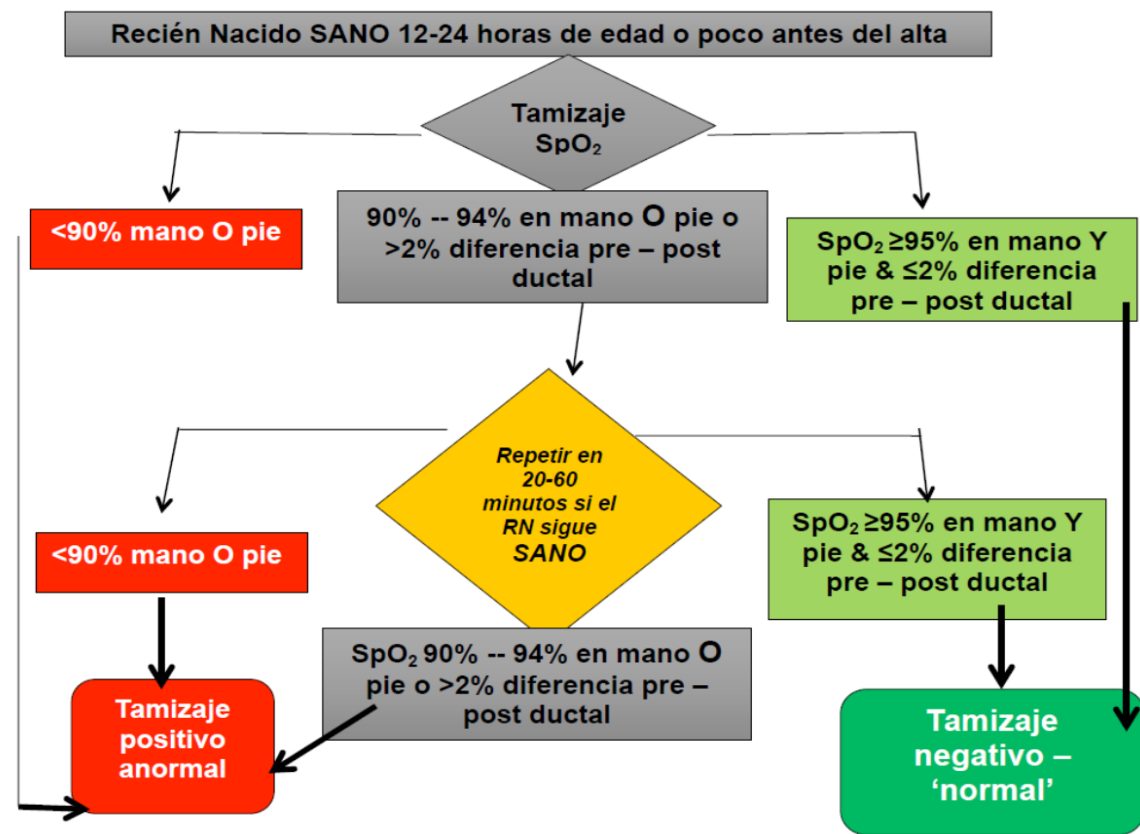 Recién Nacido SANO 12-24 horas de edad o poco antes del alta
Tamizaje
SpO₂
<90% mano O pie
90% -- 94% en mano O pie o
>2% diferencia pre – post
ductal
SpO₂ ≥95% en mano Y
pie & ≤2% diferencia
pre – post ductal
Repetir en
20-60
minutos si el
RN sigue
SANO
<90% mano O pie
SpO₂ ≥95% en mano Y
pie & ≤2% diferencia
pre – post ductal
SpO₂ 90% -- 94% en mano O
pie o >2% diferencia pre –
post ductal
Tamizaje
positivo
anormal
Tamizaje
negativo –
‘normal’